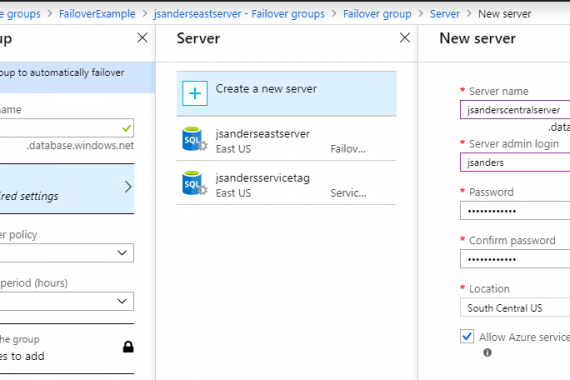 e groups > FailoverExample > jsanderseastserver - Failover groups > Failover group > Server > New server
up
oup to automatically failover
name
.database.windows.net
ired settings
er policy
period (hours)
he group
es to add
Server
Create a new server
jsanderseastserver
East US Failov...
jsandersservicetag
East US Servic...
New server
* Server name
jsanderscentralserver
.data
* Server admin login
jsanders
* Password
* Confirm password
* Location
South Central US
Allow Azure service